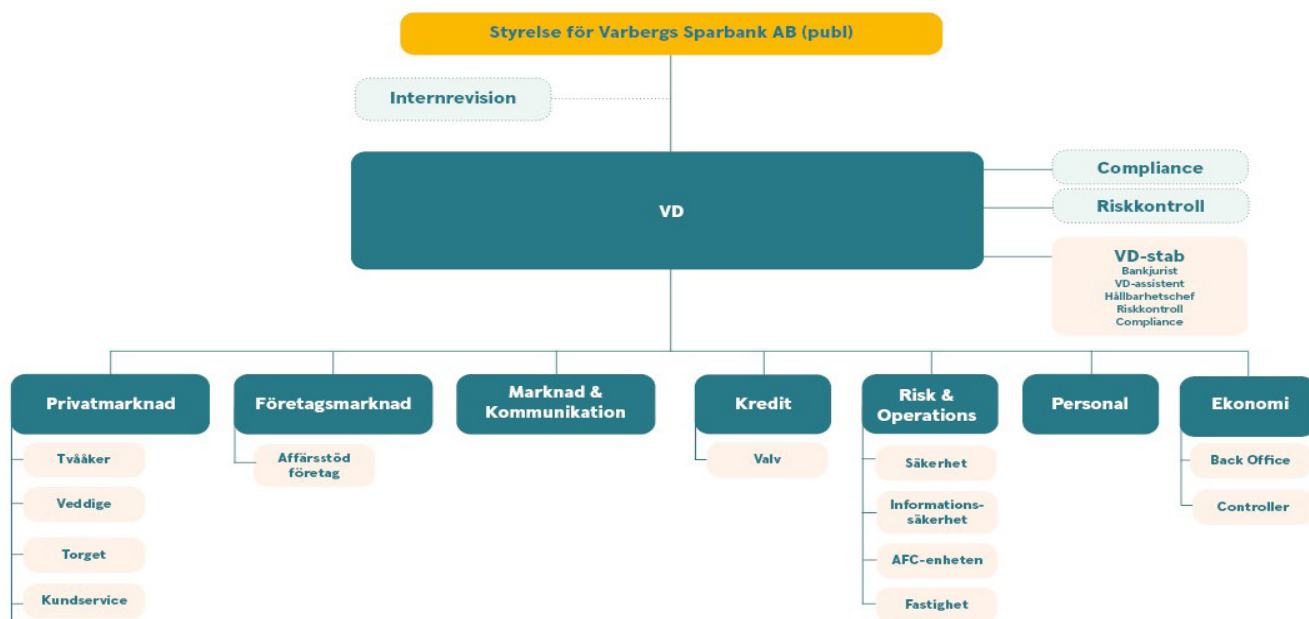 Styrelse för Varbergs Sparbank AB (publ)
Internrevision
VD
Compliance
Riskkontroll
VD-stab
Bankjurist
VD-assistent
Hållbarhetschef
Riskkontroll
Compliance
Privatmarknad
Tvååker
Veddige
Torget
Kundservice
Företagsmarknad
Affärsstöd
företag
Marknad &
Kommunikation
Kredit
Valv
Risk &
Operations
Säkerhet
Informations-
säkerhet
AFC-enheten
Fastighet
Personal
Ekonomi
Back Office
Controller